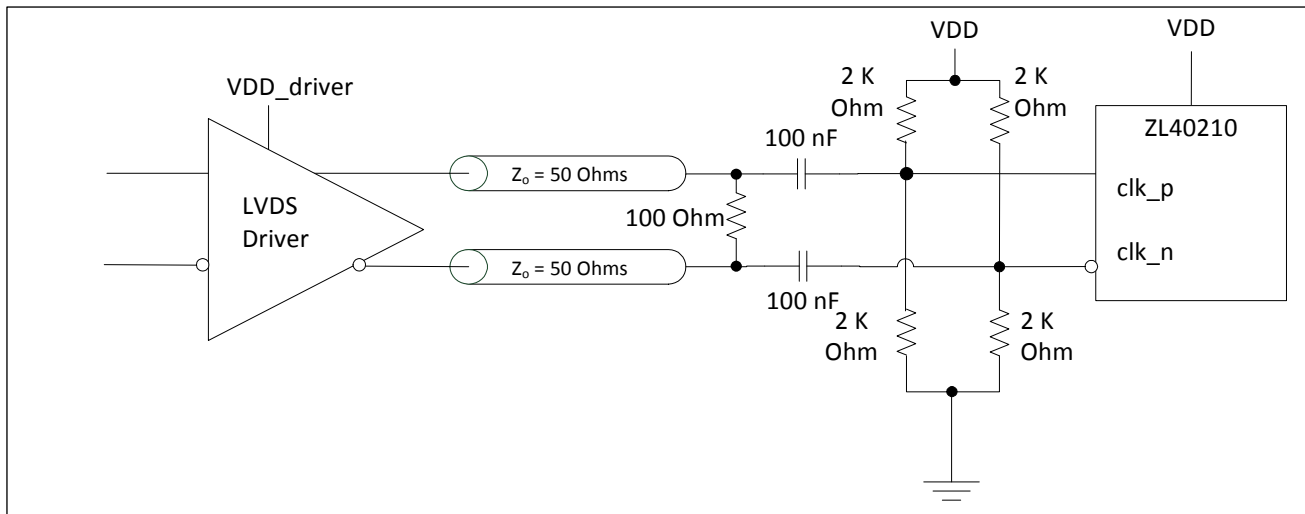 VDD
VDD
2 K
Ohm
2 K
Ohm
VDD_driver
ZL40210
100 nF
Zo = 50 Ohms
clk_p
LVDS
Driver
100 Ohm
clk_n
Zo = 50 Ohms
100 nF
2 K
Ohm
2 K
Ohm